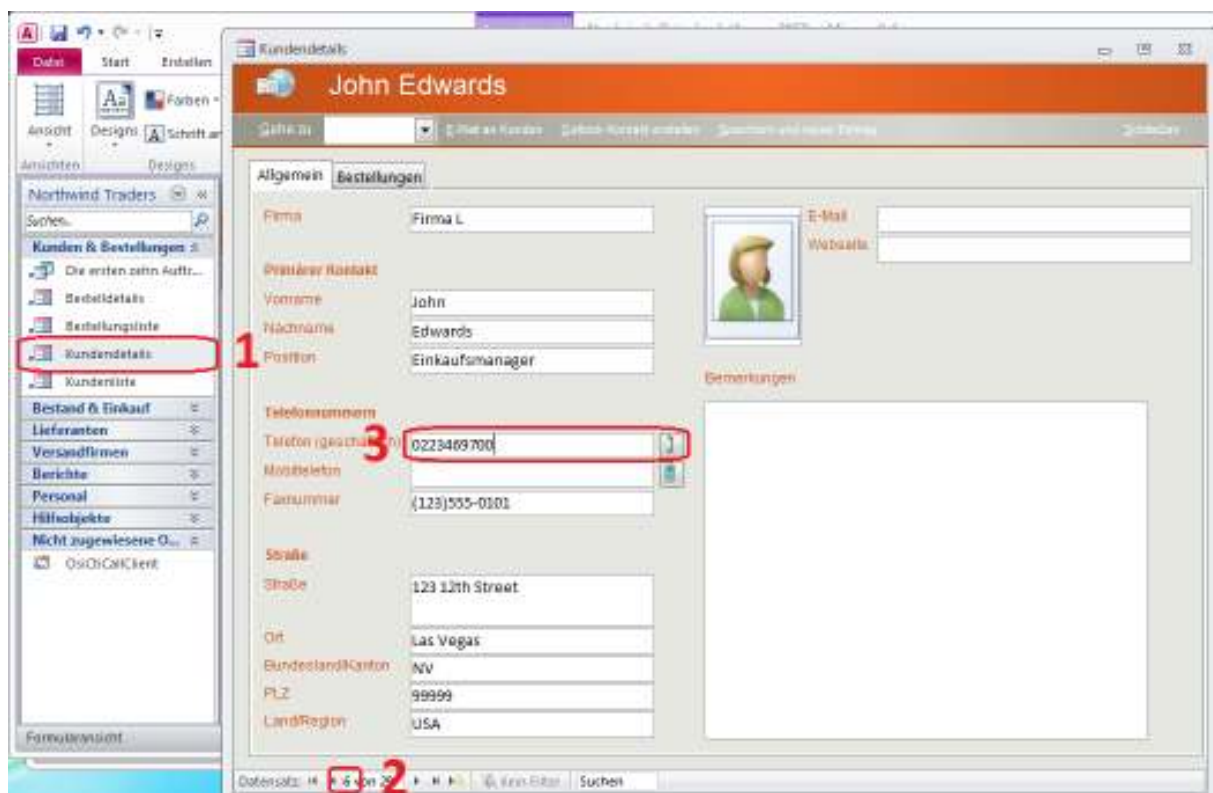 Kundendetails
Datei Start Erstellen
John Edwards
Farben
Ansicht Designs Schrift
Gehe zu
Ansichten Designs
Allgemein Bestellungen
Northwind Traders
Suchen...
Firma Firma L E-Mail
Webseite
Kunden & Bestellungen
Die ersten zehn Auftr...
Primärer Kontakt
Bestelldetails
Vorname John
Bestellungsliste
Nachname Edwards
Kundendetails 1
Position Einkaufsmanager
Kundenliste
Bemerkungen
Bestand & Einkauf
Telefonnummern
Lieferanten
Telefon 3 0223469700
Versandfirmen
Mobiltelefon
Berichte
Personal
Faxnummer (123)555-0101
Hilfsobjekte
Nicht zugewiesene O...
Straße
OsiOsCallClient
Straße 123 12th Street
Ort Las Vegas
Bundesland/Kanton NV
PLZ 99999
Land/Region USA
Formularansicht
Datensatz: 6 von 2 Kein Filter Suchen